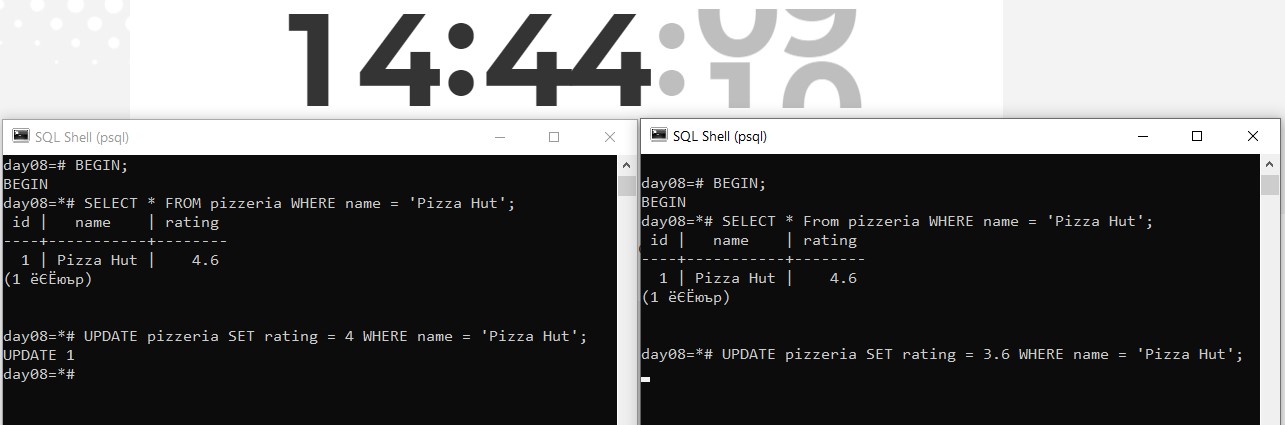 14:44:
SQL Shell (psql)
day08=# BEGIN;
BEGIN
day08=*# SELECT * FROM pizzeria WHERE name = 'Pizza Hut';
 id |   name    | rating
----+-----------+--------
  1 | Pizza Hut |    4.6
(1 ёЄЁюър)
day08=*# UPDATE pizzeria SET rating = 4 WHERE name = 'Pizza Hut';
UPDATE 1
day08=*#
SQL Shell (psql)
day08=# BEGIN;
BEGIN
day08=*# SELECT * From pizzeria WHERE name = 'Pizza Hut';
 id |   name    | rating
----+-----------+--------
  1 | Pizza Hut |    4.6
(1 ёЄЁюър)
day08=*# UPDATE pizzeria SET rating = 3.6 WHERE name = 'Pizza Hut';